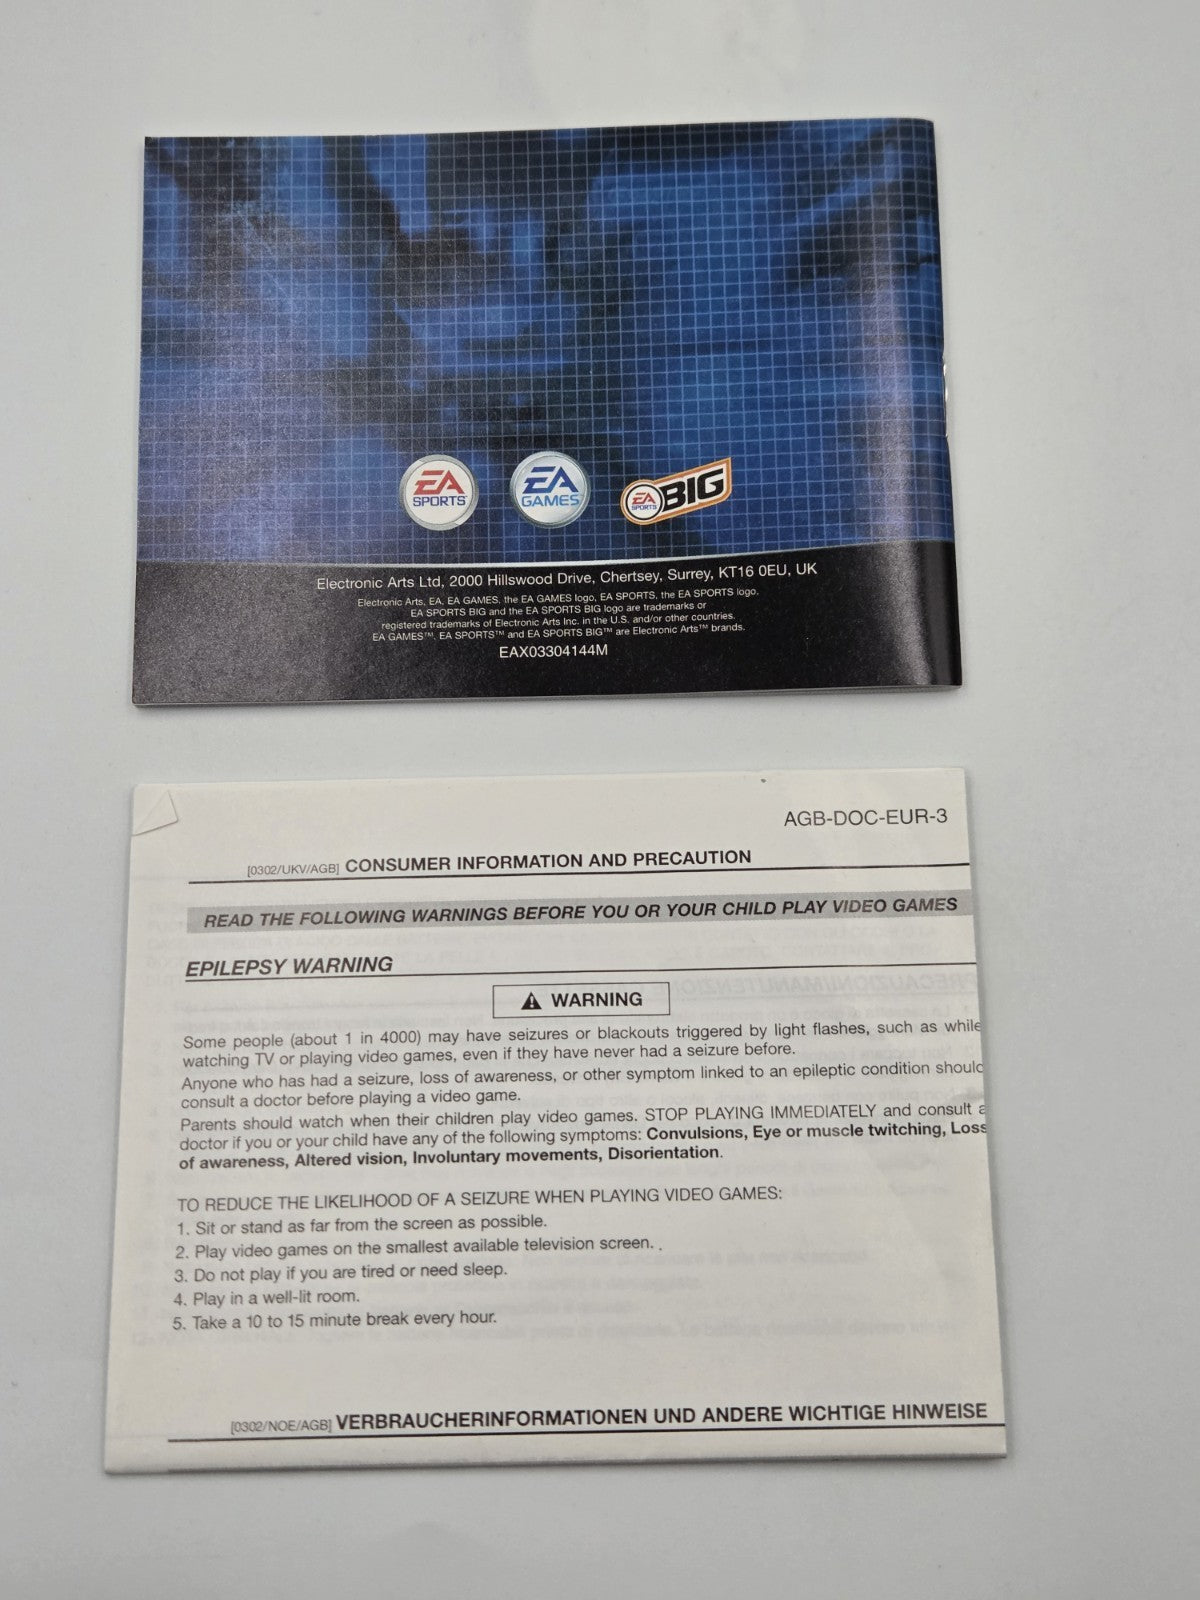 EA SPORTS™
EA GAMES™
EA SPORTS BIG
Electronic Arts Ltd, 2000 Hillswood Drive, Chertsey, Surrey, KT16 0EU, UK
Electronic Arts, EA, EA GAMES, the EA GAMES logo, EA SPORTS, the EA SPORTS logo,
EA SPORTS BIG and the EA SPORTS BIG logo are trademarks or
registered trademarks of Electronic Arts Inc. in the U.S. and/or other countries.
EA GAMES™, EA SPORTS™ and EA SPORTS BIG™ are Electronic Arts™ brands.
EAX03304144M
AGB-DOC-EUR-3
[0302/UKV/AGB] CONSUMER INFORMATION AND PRECAUTION
READ THE FOLLOWING WARNINGS BEFORE YOU OR YOUR CHILD PLAY VIDEO GAMES
EPILEPSY WARNING
WARNING
Some people (about 1 in 4000) may have seizures or blackouts triggered by light flashes, such as while
watching TV or playing video games, even if they have never had a seizure before.
Anyone who has had a seizure, loss of awareness, or other symptom linked to an epileptic condition should
consult a doctor before playing a video game.
Parents should watch when their children play video games. STOP PLAYING IMMEDIATELY and consult a
doctor if you or your child have any of the following symptoms: Convulsions, Eye or muscle twitching, Loss
of awareness, Altered vision, Involuntary movements, Disorientation.
TO REDUCE THE LIKELIHOOD OF A SEIZURE WHEN PLAYING VIDEO GAMES:
1. Sit or stand as far from the screen as possible.
2. Play video games on the smallest available television screen. .
3. Do not play if you are tired or need sleep.
4. Play in a well-lit room.
5. Take a 10 to 15 minute break every hour.
[0302/NOE/AGB] VERBRAUCHERINFORMATIONEN UND ANDERE WICHTIGE HINWEISE